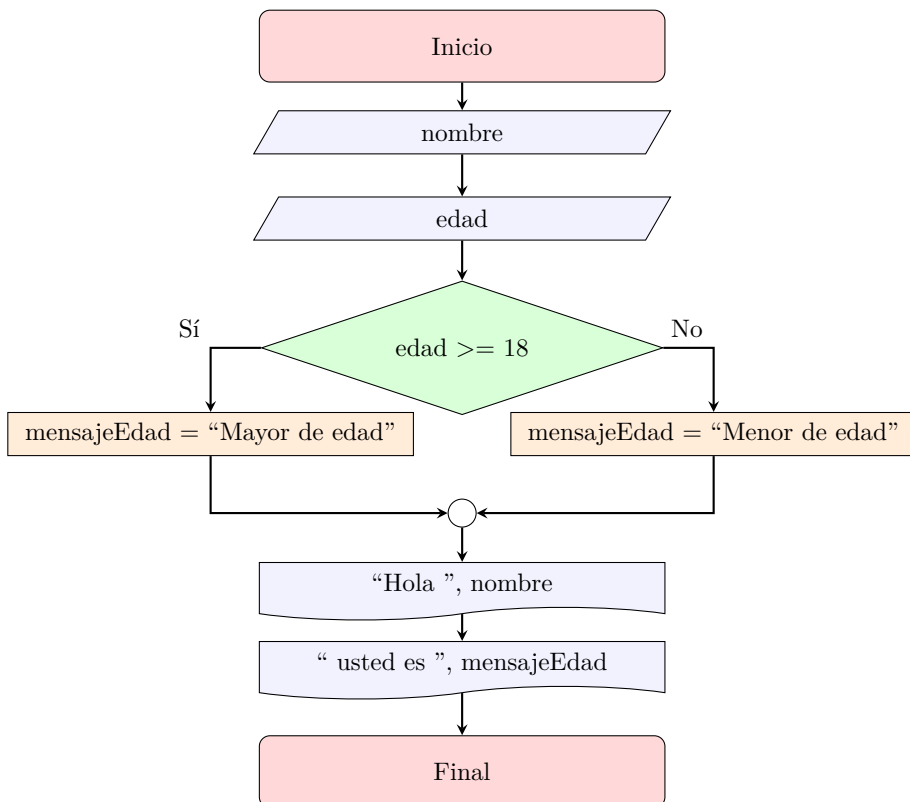 Inicio
nombre
edad
edad >= 18
Sí
No
mensajeEdad = “Mayor de edad”
mensajeEdad = “Menor de edad”
“Hola ”, nombre
“ usted es ”, mensajeEdad
Final